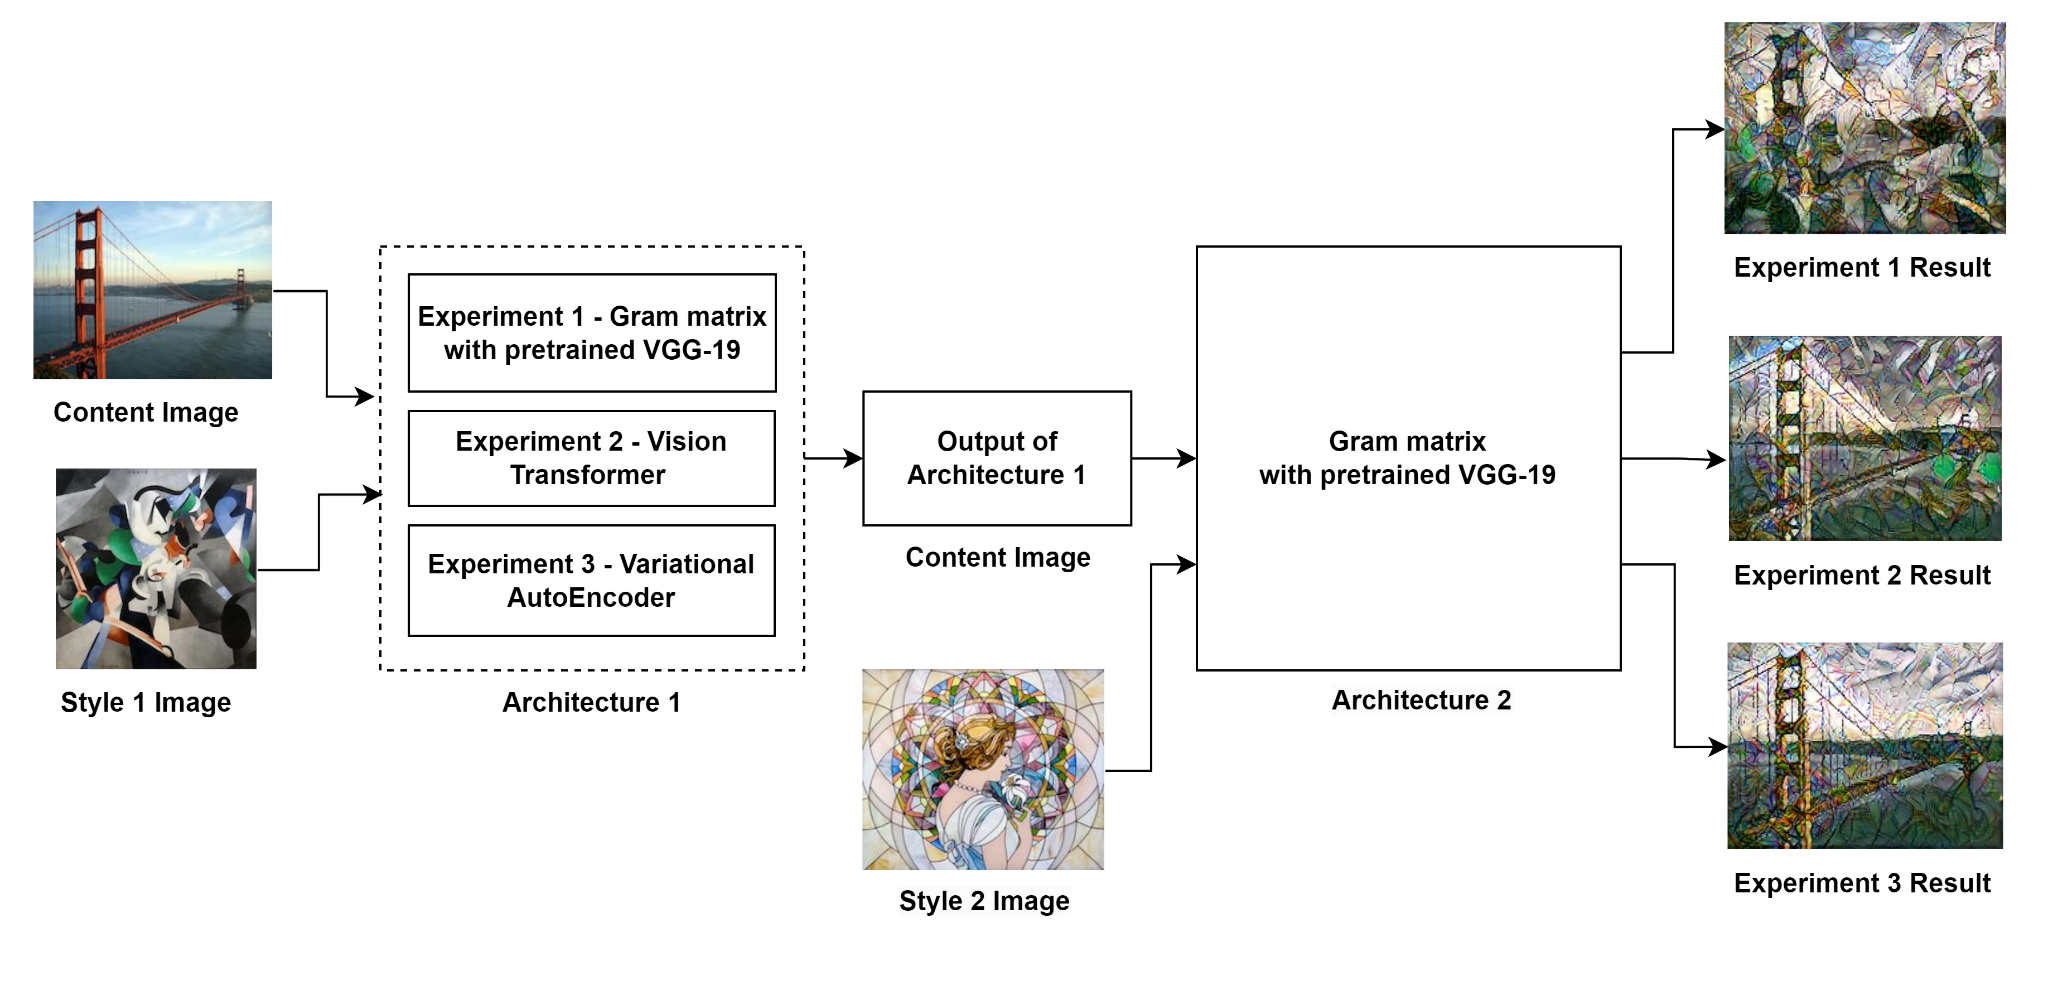 Content Image
Style 1 Image
Experiment 1 - Gram matrix
with pretrained VGG-19
Experiment 2 - Vision
Transformer
Experiment 3 - Variational
AutoEncoder
Architecture 1
Output of
Architecture 1
Content Image
Style 2 Image
Gram matrix
with pretrained VGG-19
Architecture 2
Experiment 1 Result
Experiment 2 Result
Experiment 3 Result